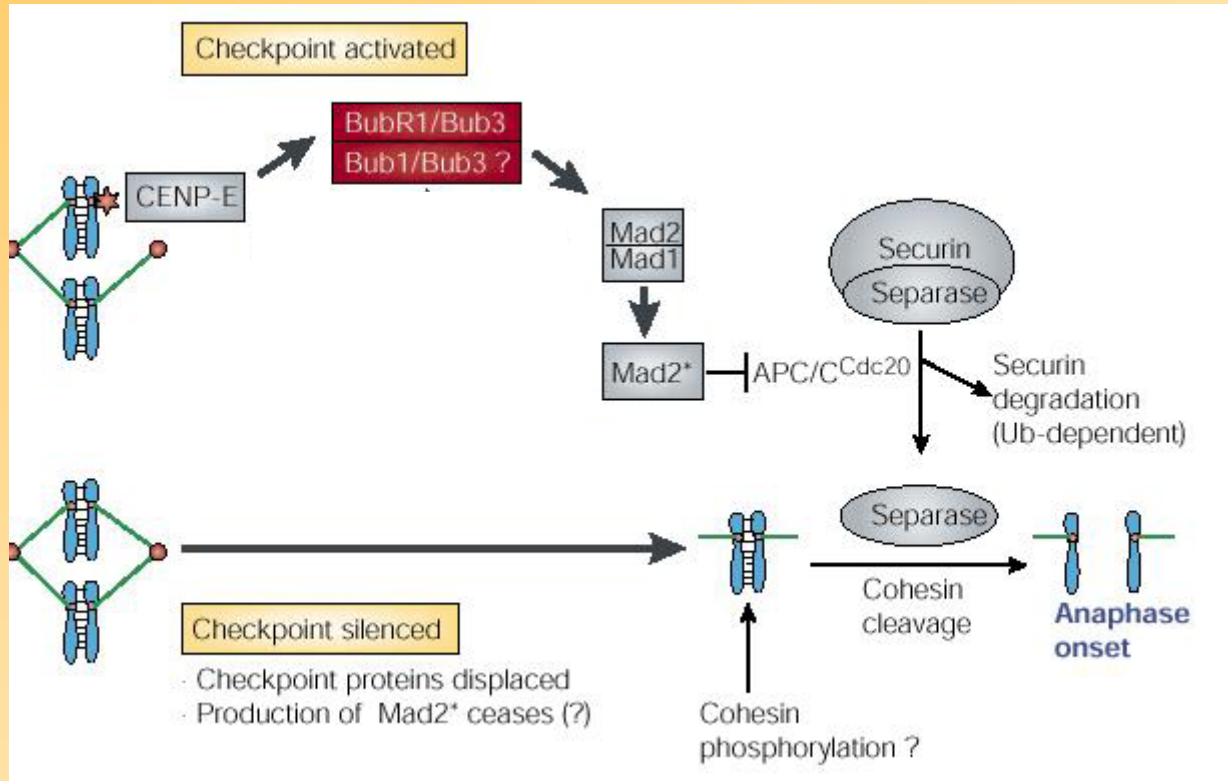 Checkpoint activated
BubR1/Bub3
Bub1/Bub3 ?
CENP-E
Mad2
Mad1
Securin
Separase
Mad2*
APC/CCdc20
Securin
degradation
(Ub-dependent)
Separase
Cohesin
cleavage
Anaphase
onset
Checkpoint silenced
· Checkpoint proteins displaced
· Production of Mad2* ceases (?)
Cohesin
phosphorylation ?